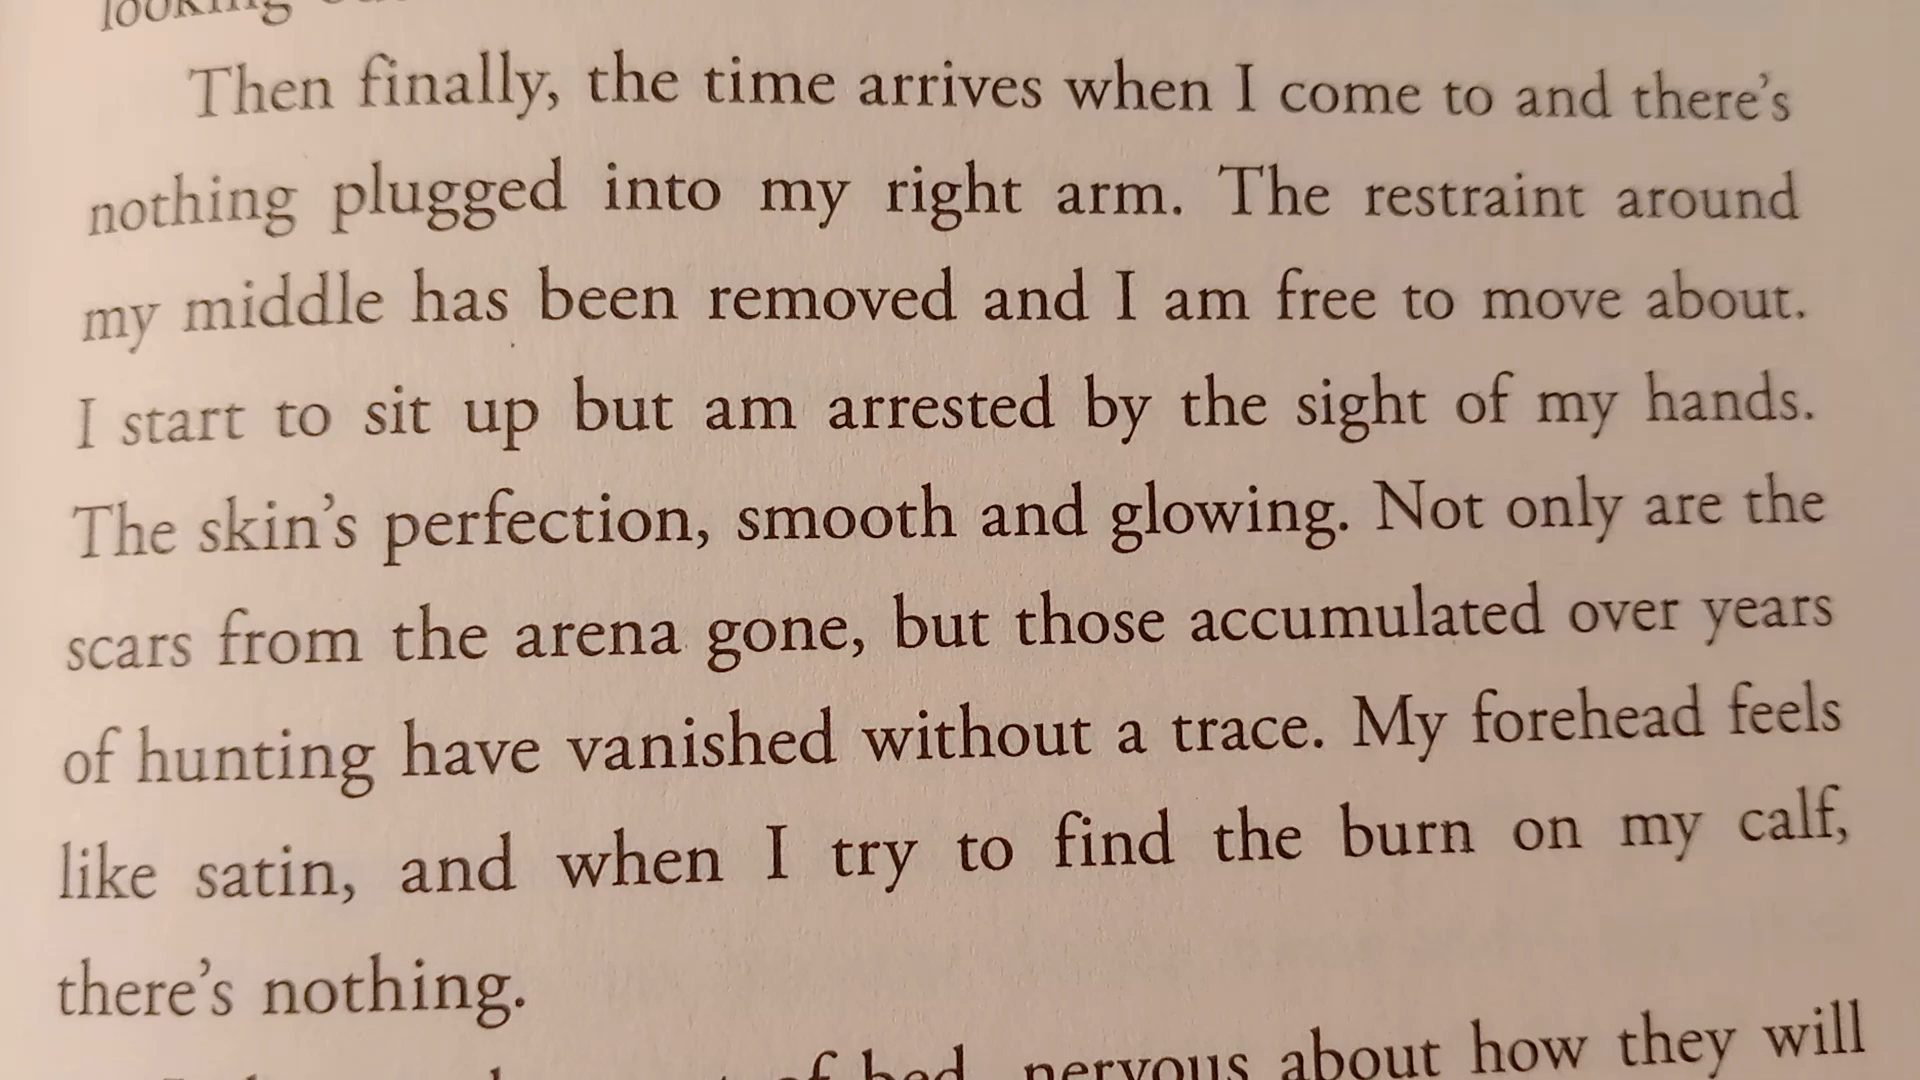 looking
Then finally, the time arrives when I come to and there's
nothing plugged into my right arm. The restraint around
my middle has been removed and I am free to move about.
I start to sit up but am arrested by the sight of my hands.
The skin's perfection, smooth and glowing. Not only are the
scars from the arena gone, but those accumulated over years
of hunting have vanished without a trace. My forehead feels
like satin, and when I try to find the burn on my calf,
there's nothing.
of bed, nervous about how they will